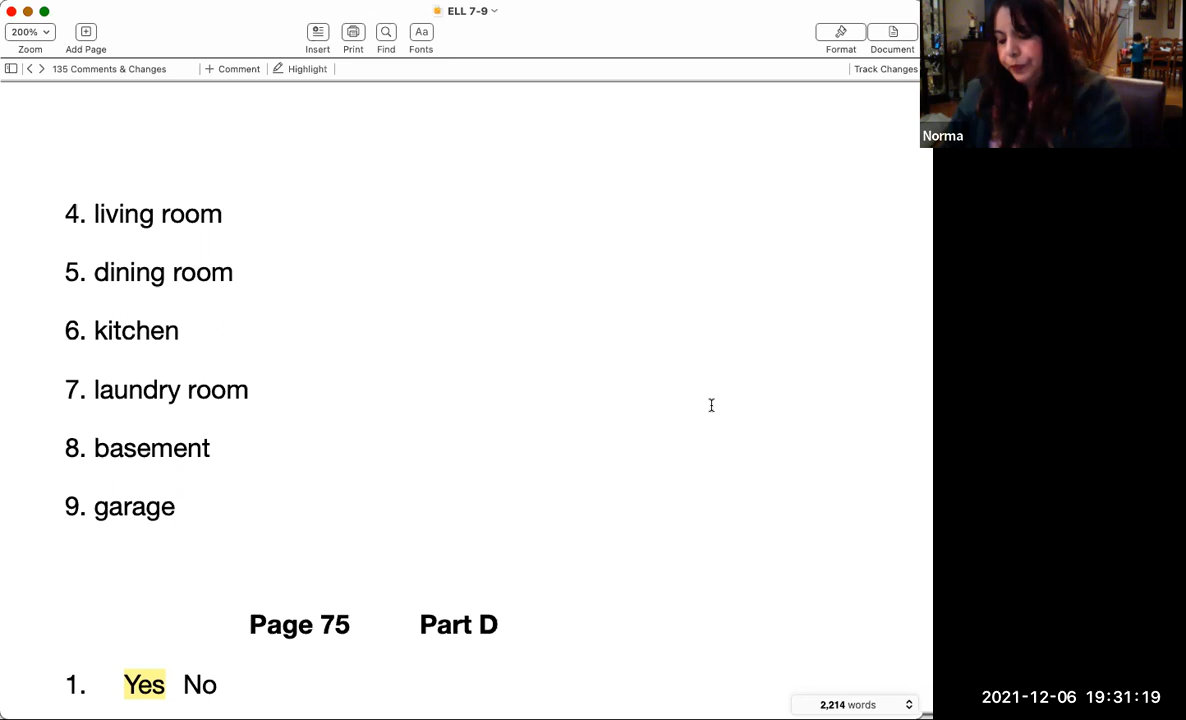 ELL 7-9
200%
Zoom
Add Page
Insert
Print
Find
Aa
Fonts
Format
Document
135 Comments & Changes
Comment
Highlight
Track Changes
Norma
4. living room
5. dining room
6. kitchen
7. laundry room
8. basement
9. garage
Page 75 Part D
1. Yes No
2,214 words
2021-12-06 19:31:19